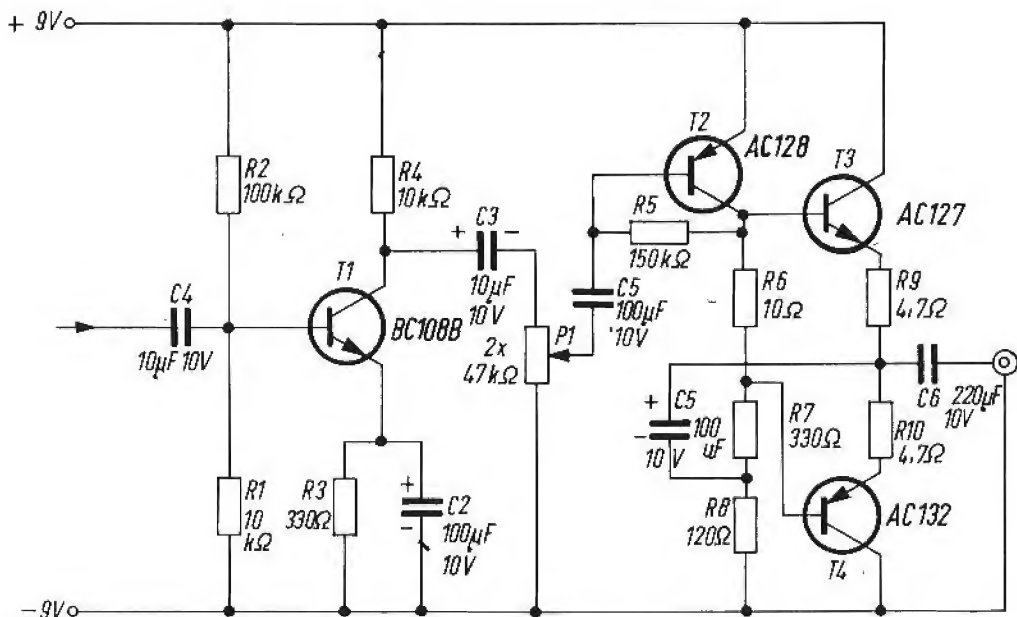 + 9V
R2
100kΩ
R4
10kΩ
T2
AC128
T3
AC127
C3
+ −
10µF
10V
R5
150kΩ
T1
BC108B
C4
10µF 10V
P1
2x
47kΩ
C5
100µF
10V
R6
10Ω
R9
4,7Ω
C6
220µF
10V
+
C5
100
uF
−
10V
R7
330Ω
R10
4,7Ω
R1
10
kΩ
R3
330Ω
+
C2
−
100µF
10V
R8
120Ω
AC132
T4
−9V